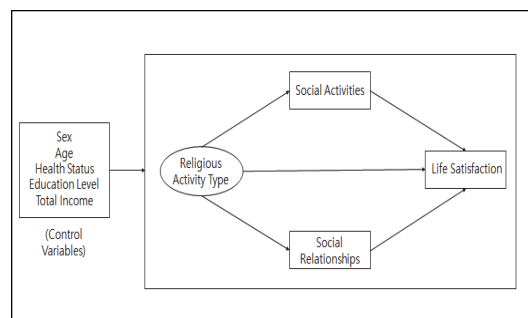 Social Activities
Sex
Age
Health Status
Education Level
Total Income
(Control
Variables)
Religious
Activity Type
Life Satisfaction
Social
Relationships